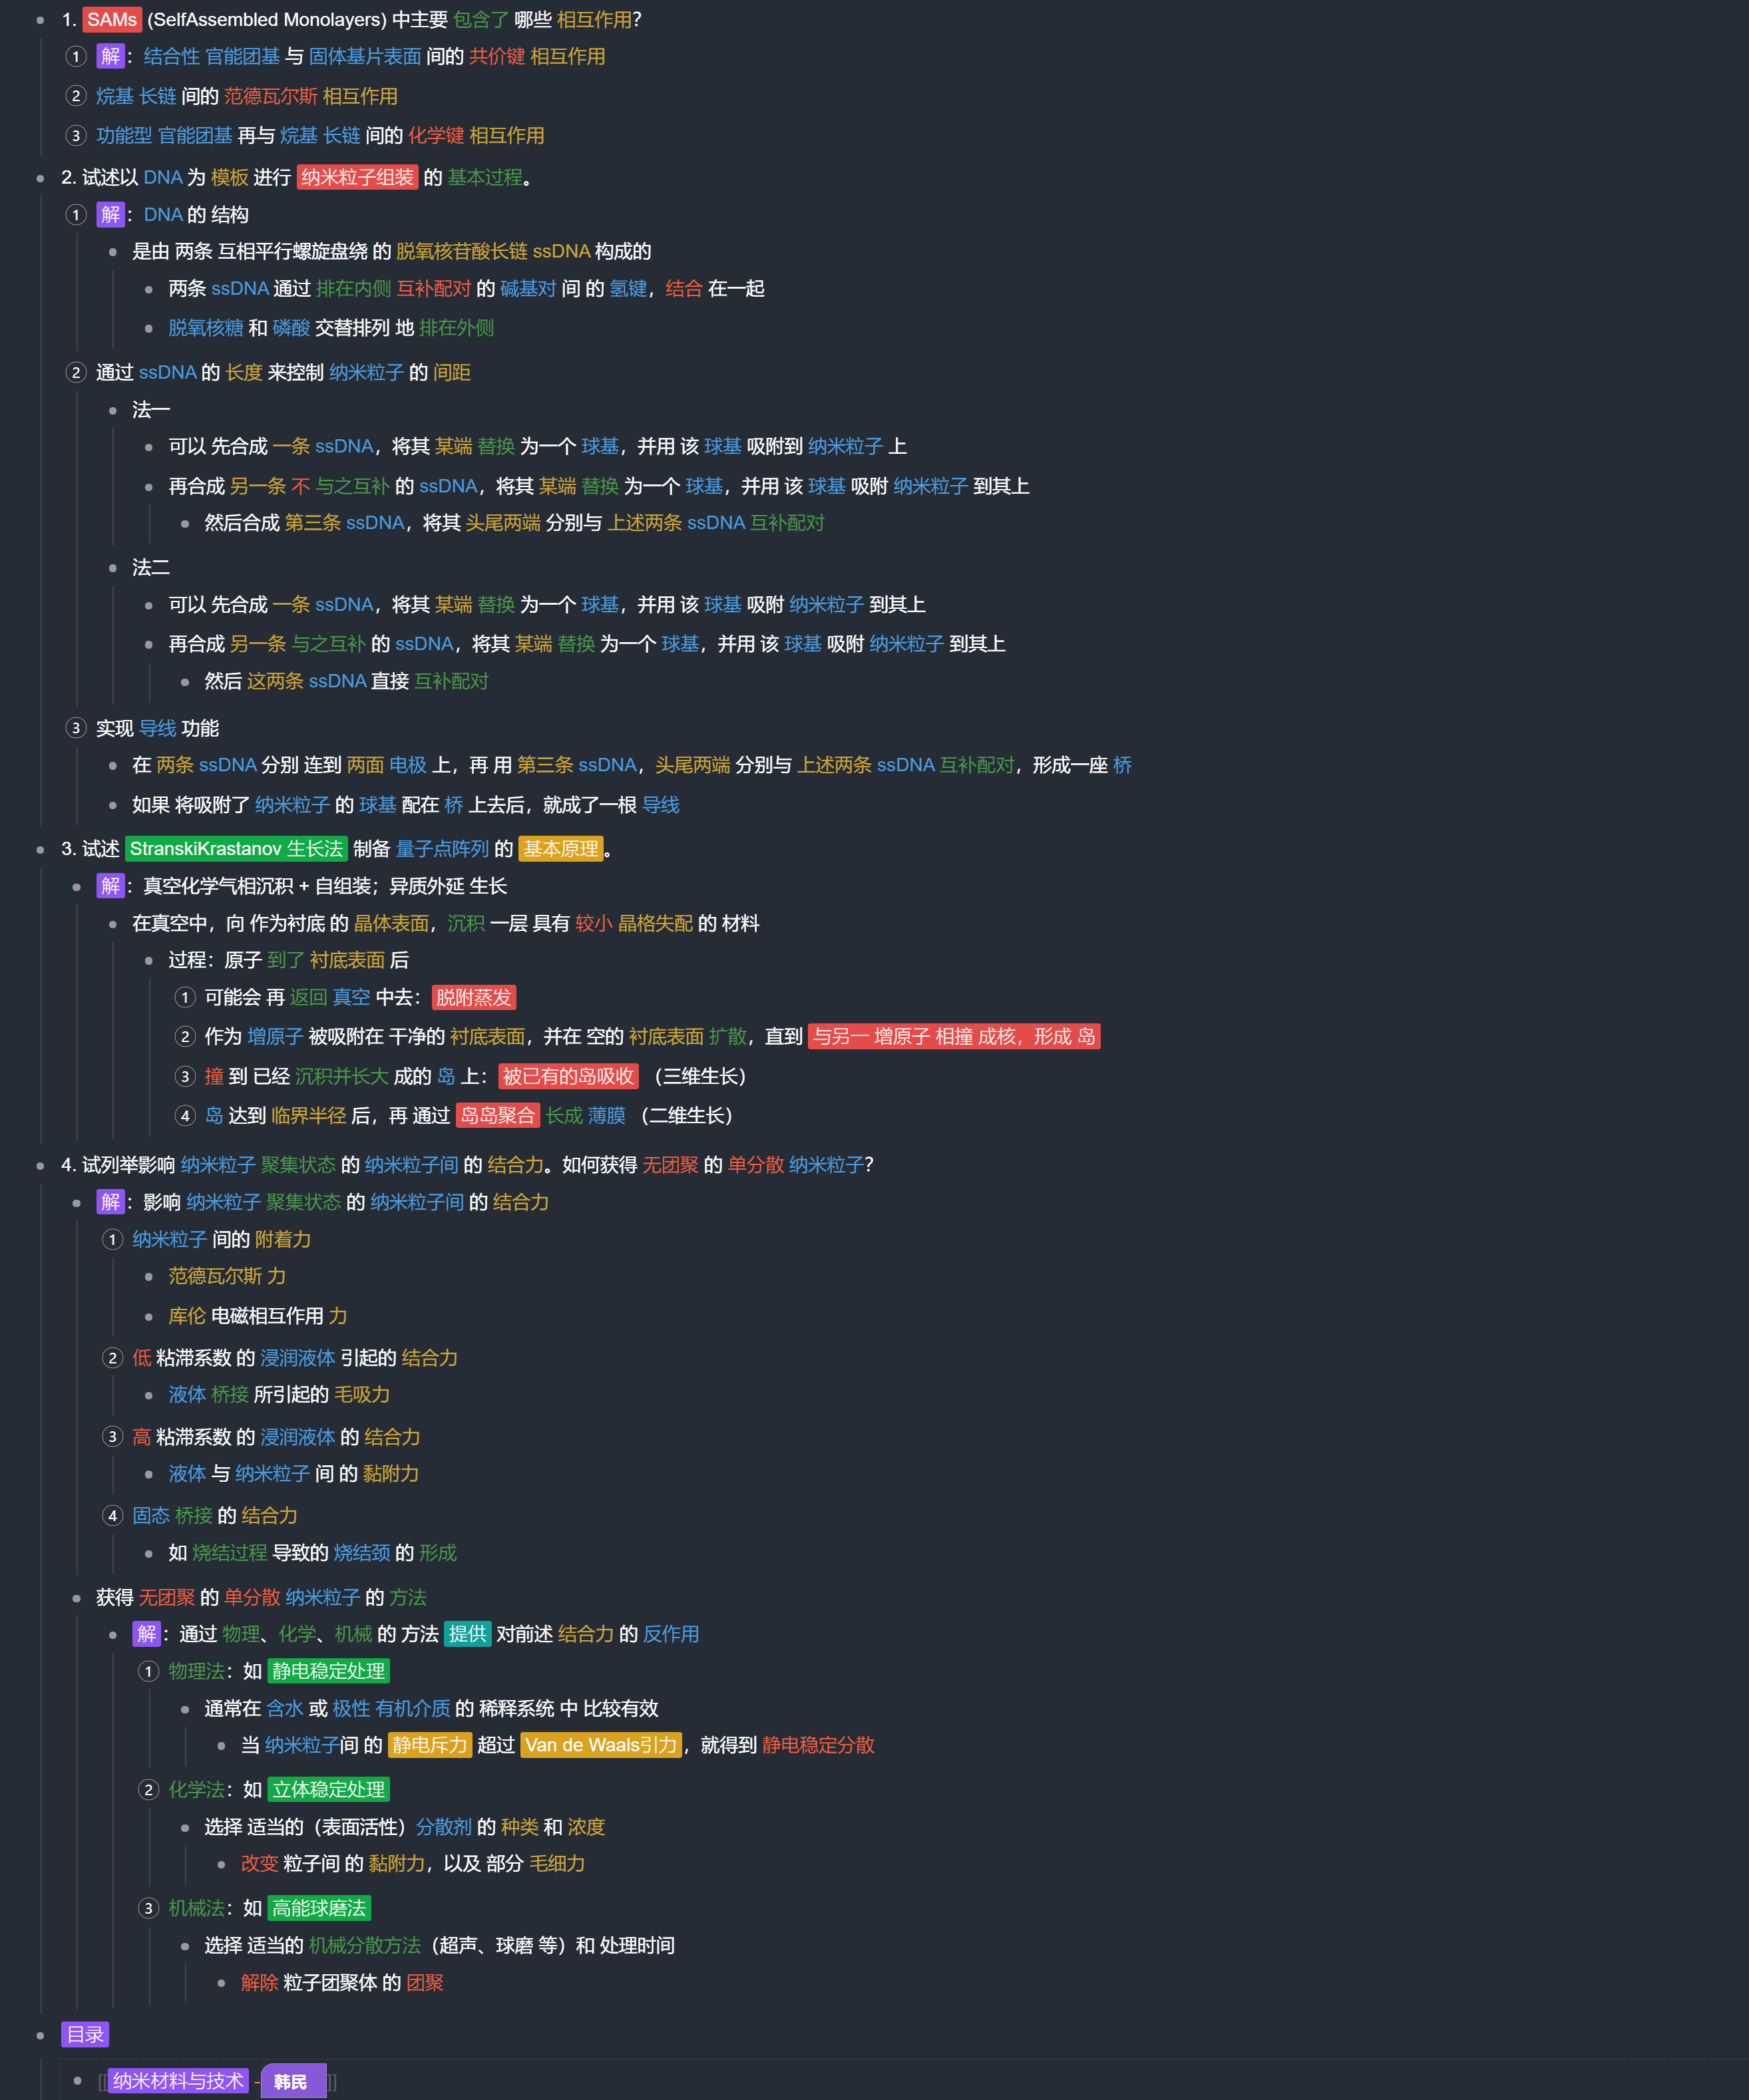 1. SAMs (SelfAssembled Monolayers) 中主要 包含了 哪些 相互作用?
① 解：结合性 官能团基 与 固体基片表面 间的 共价键 相互作用
② 烷基 长链 间的 范德瓦尔斯 相互作用
③ 功能型 官能团基 再与 烷基 长链 间的 化学键 相互作用
2. 试述以 DNA 为 模板 进行 纳米粒子组装 的 基本过程。
① 解：DNA 的 结构
是由 两条 互相平行螺旋盘绕 的 脱氧核苷酸长链 ssDNA 构成的
两条 ssDNA 通过 排在内侧 互补配对 的 碱基对 间 的 氢键，结合 在一起
脱氧核糖 和 磷酸 交替排列 地 排在外侧
② 通过 ssDNA 的 长度 来控制 纳米粒子 的 间距
法一
可以 先合成 一条 ssDNA，将其 某端 替换 为一个 球基，并用 该 球基 吸附到 纳米粒子 上
再合成 另一条 不 与之互补 的 ssDNA，将其 某端 替换 为一个 球基，并用 该 球基 吸附 纳米粒子 到其上
然后合成 第三条 ssDNA，将其 头尾两端 分别与 上述两条 ssDNA 互补配对
法二
可以 先合成 一条 ssDNA，将其 某端 替换 为一个 球基，并用 该 球基 吸附 纳米粒子 到其上
再合成 另一条 与之互补 的 ssDNA，将其 某端 替换 为一个 球基，并用 该 球基 吸附 纳米粒子 到其上
然后 这两条 ssDNA 直接 互补配对
③ 实现 导线 功能
在 两条 ssDNA 分别 连到 两面 电极 上，再 用 第三条 ssDNA，头尾两端 分别与 上述两条 ssDNA 互补配对，形成一座 桥
如果 将吸附了 纳米粒子 的 球基 配在 桥 上去后，就成了一根 导线
3. 试述 StranskiKrastanov 生长法 制备 量子点阵列 的 基本原理。
解：真空化学气相沉积 + 自组装；异质外延 生长
在真空中，向 作为衬底 的 晶体表面，沉积 一层 具有 较小 晶格失配 的 材料
过程：原子 到了 衬底表面 后
① 可能会 再 返回 真空 中去：脱附蒸发
② 作为 增原子 被吸附在 干净的 衬底表面，并在 空的 衬底表面 扩散，直到 与另一 增原子 相撞 成核，形成 岛
③ 撞 到 已经 沉积并长大 成的 岛 上：被已有的岛吸收 （三维生长）
④ 岛 达到 临界半径 后，再 通过 岛岛聚合 长成 薄膜 （二维生长）
4. 试列举影响 纳米粒子 聚集状态 的 纳米粒子间 的 结合力。如何获得 无团聚 的 单分散 纳米粒子?
解：影响 纳米粒子 聚集状态 的 纳米粒子间 的 结合力
① 纳米粒子 间的 附着力
范德瓦尔斯 力
库伦 电磁相互作用 力
② 低 粘滞系数 的 浸润液体 引起的 结合力
液体 桥接 所引起的 毛吸力
③ 高 粘滞系数 的 浸润液体 的 结合力
液体 与 纳米粒子 间 的 黏附力
④ 固态 桥接 的 结合力
如 烧结过程 导致的 烧结颈 的 形成
获得 无团聚 的 单分散 纳米粒子 的 方法
解：通过 物理、化学、机械 的 方法 提供 对前述 结合力 的 反作用
① 物理法：如 静电稳定处理
通常在 含水 或 极性 有机介质 的 稀释系统 中 比较有效
当 纳米粒子间 的 静电斥力 超过 Van de Waals引力，就得到 静电稳定分散
② 化学法：如 立体稳定处理
选择 适当的（表面活性）分散剂 的 种类 和 浓度
改变 粒子间 的 黏附力，以及 部分 毛细力
③ 机械法：如 高能球磨法
选择 适当的 机械分散方法（超声、球磨 等）和 处理时间
解除 粒子团聚体 的 团聚
目录
[[纳米材料与技术 - 韩民]]